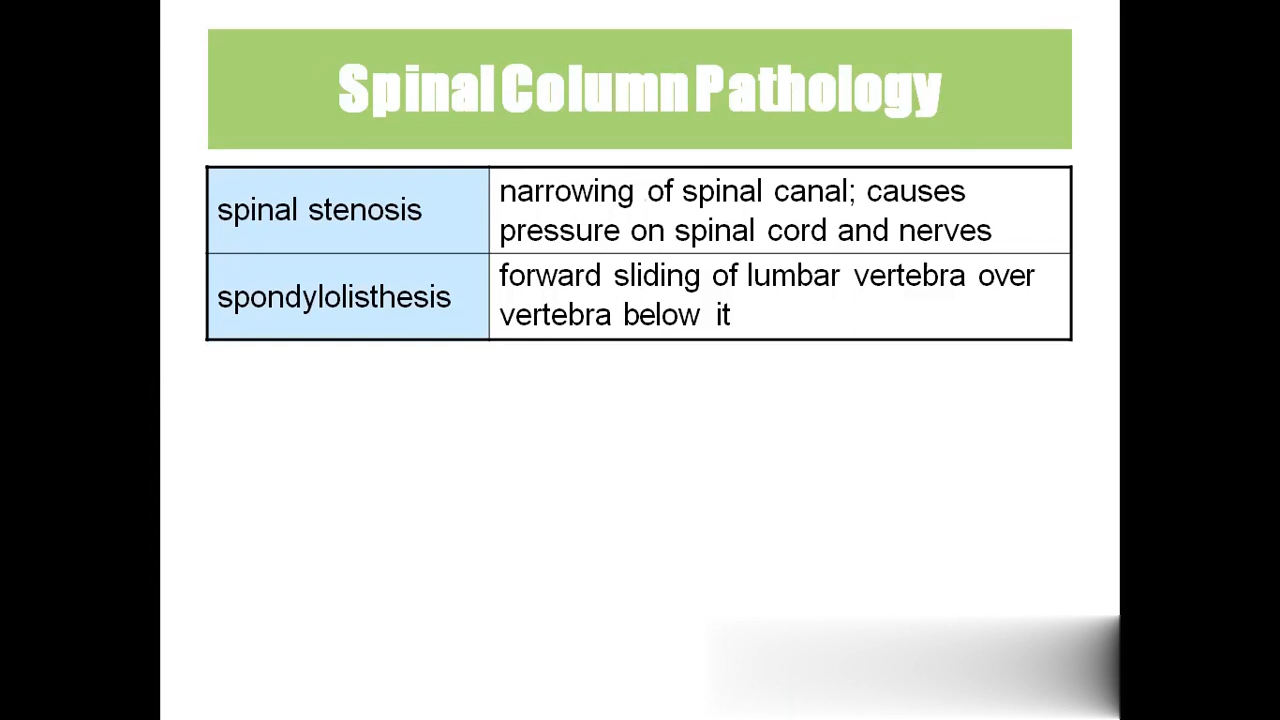 Spinal Column Pathology
spinal stenosis
narrowing of spinal canal; causes
pressure on spinal cord and nerves
spondylolisthesis
forward sliding of lumbar vertebra over
vertebra below it